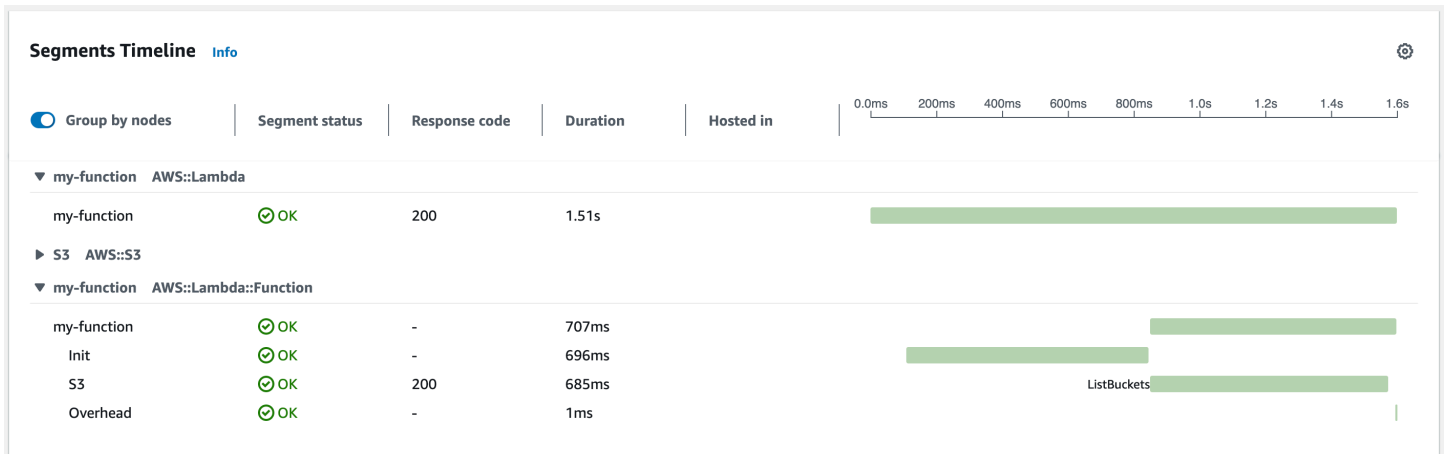 Segments Timeline Info
0.0ms 200ms 400ms 600ms 800ms 1.0s 1.2s 1.4s 1.6s
Group by nodes Segment status Response code Duration Hosted in
my-function AWS::Lambda
my-function OK 200 1.51s
S3 AWS::S3
my-function AWS::Lambda::Function
my-function OK - 707ms
Init OK - 696ms
S3 OK 200 685ms ListBuckets
Overhead OK - 1ms